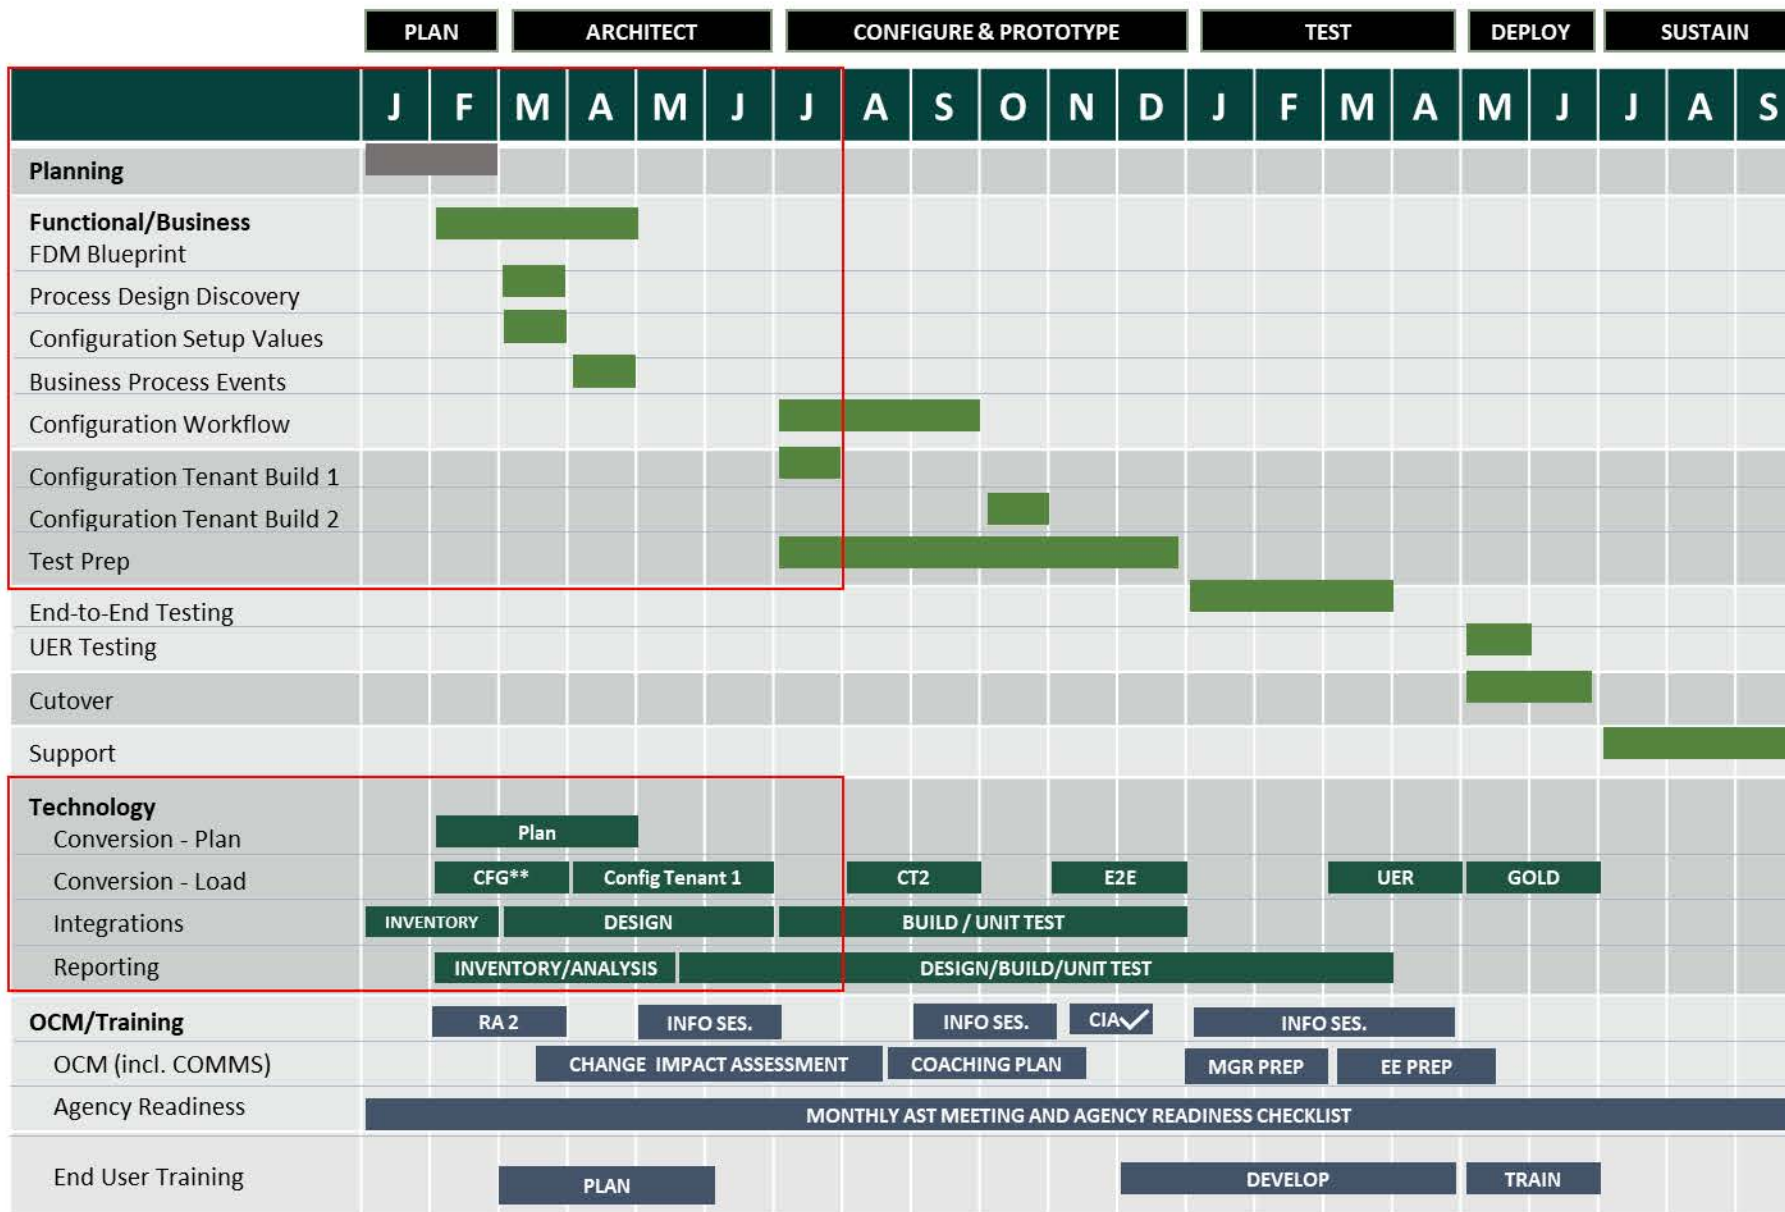 PLAN ARCHITECT CONFIGURE & PROTOTYPE TEST DEPLOY SUSTAIN
J F M A M J J A S O N D J F M A M J J A S
Planning
Functional/Business
FDM Blueprint
Process Design Discovery
Configuration Setup Values
Business Process Events
Configuration Workflow
Configuration Tenant Build 1
Configuration Tenant Build 2
Test Prep
End-to-End Testing
UER Testing
Cutover
Support
Technology
Conversion - Plan Plan
Conversion - Load CFG** Config Tenant 1 CT2 E2E UER GOLD
Integrations INVENTORY DESIGN BUILD / UNIT TEST
Reporting INVENTORY/ANALYSIS DESIGN/BUILD/UNIT TEST
OCM/Training RA 2 INFO SES. INFO SES. CIA INFO SES.
OCM (incl. COMMS) CHANGE IMPACT ASSESSMENT COACHING PLAN MGR PREP EE PREP
Agency Readiness MONTHLY AST MEETING AND AGENCY READINESS CHECKLIST
End User Training PLAN DEVELOP TRAIN